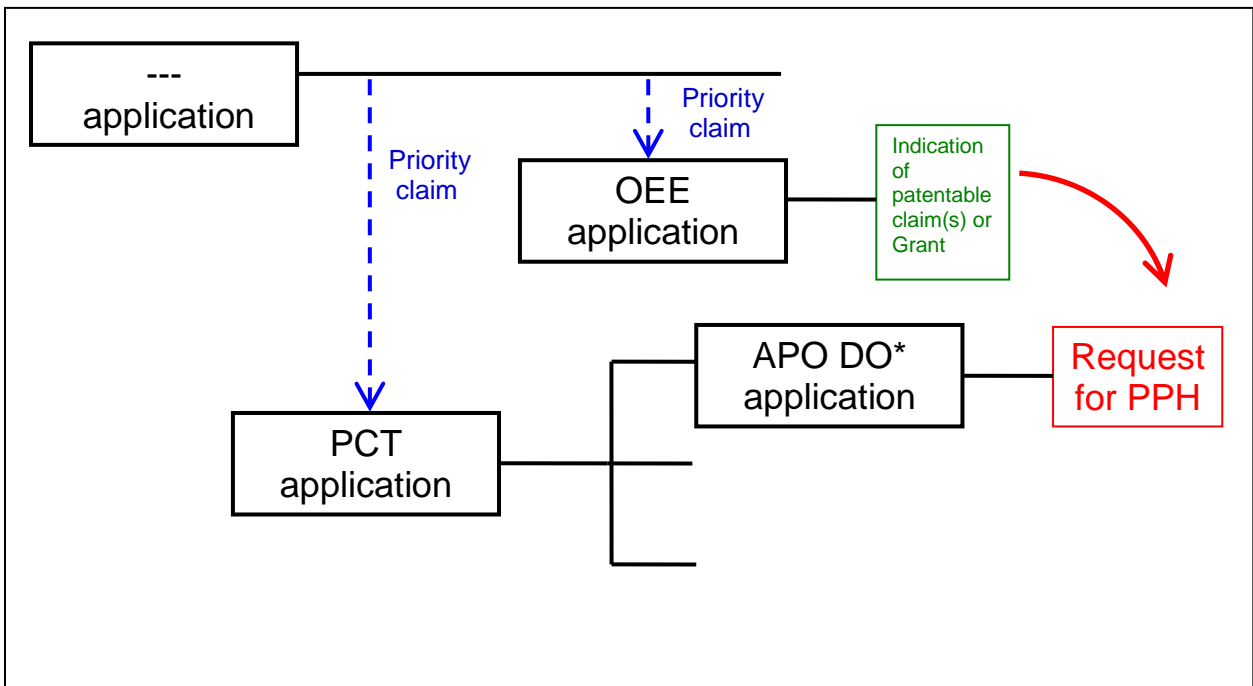 ---
application
Priority
claim
Priority
claim
OEE
application
Indication
of
patentable
claim(s) or
Grant
APO DO*
application
Request
for PPH
PCT
application